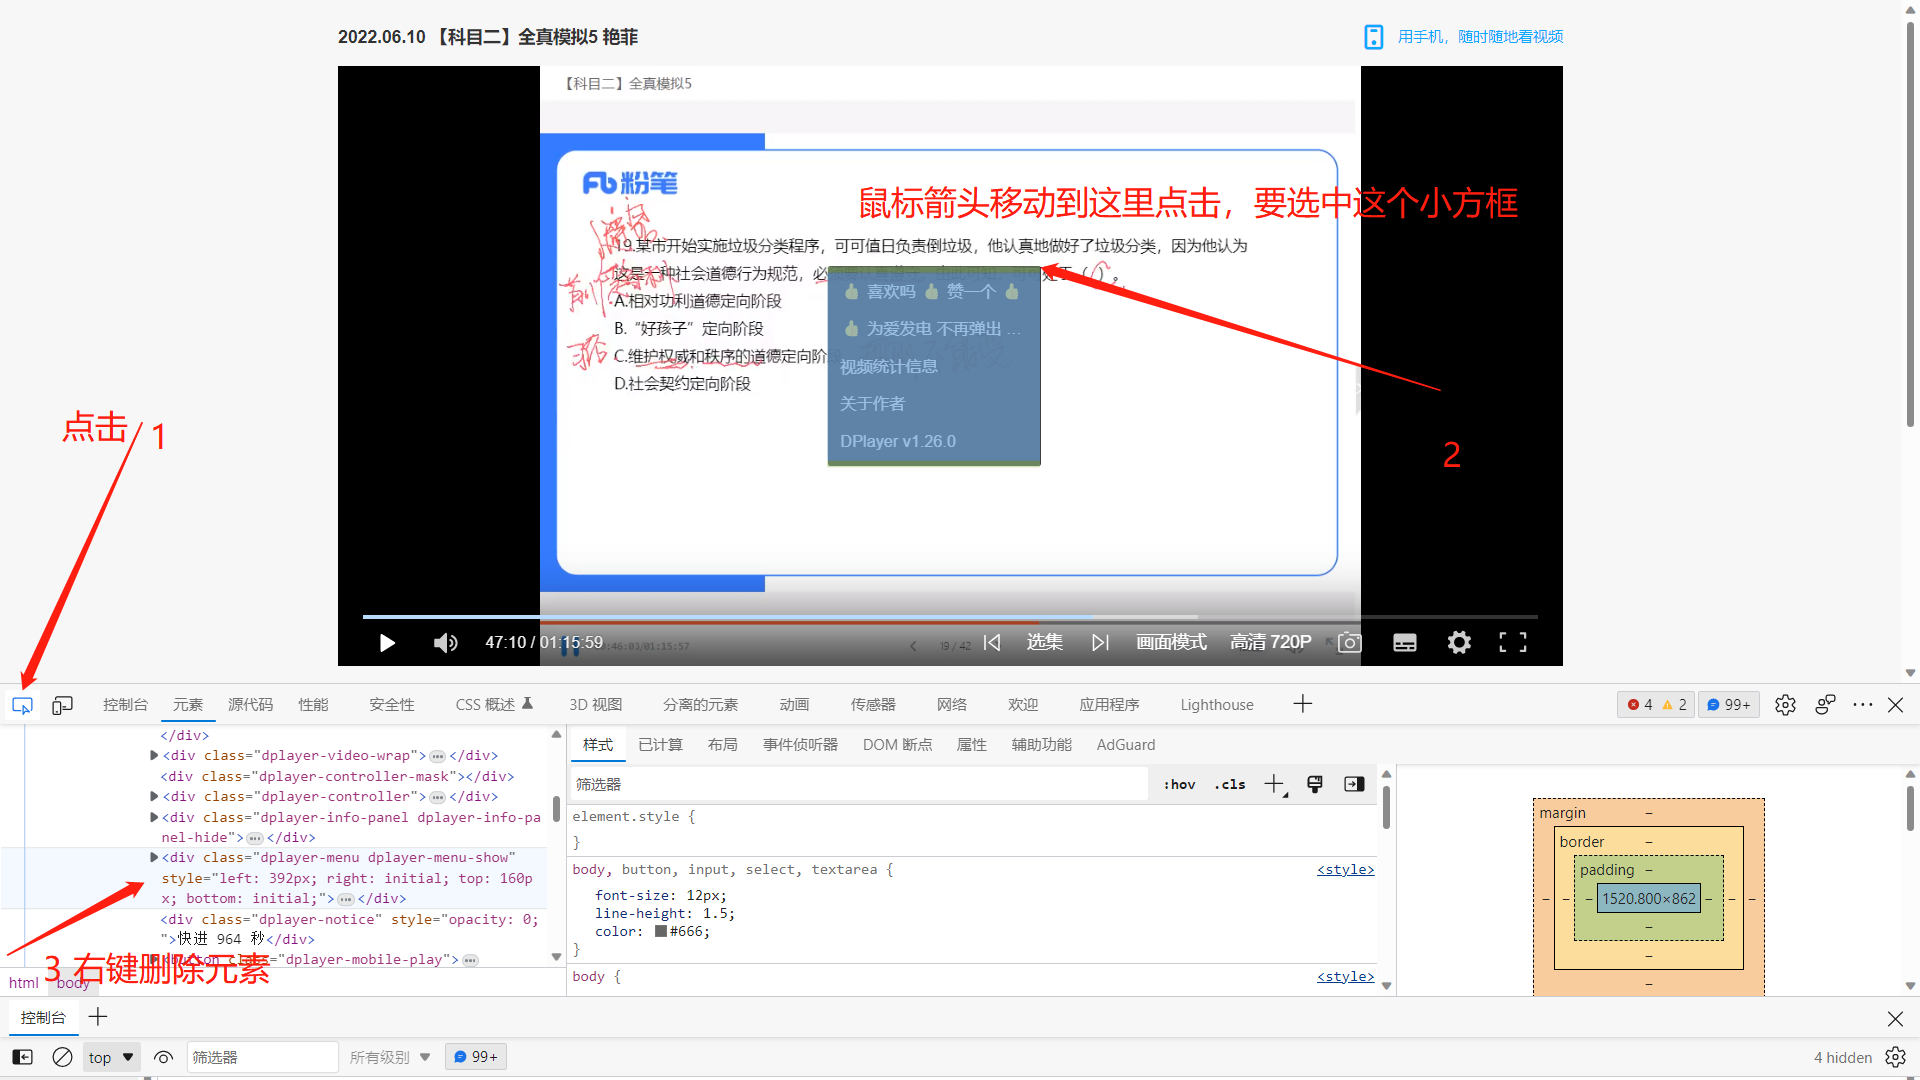 2022.06.10 【科目二】全真模拟5 艳菲
用手机，随时随地看视频
【科目二】全真模拟5
粉笔
鼠标箭头移动到这里点击，要选中这个小方框
19.某市开始实施垃圾分类程序，可可值日负责倒垃圾，他认真地做好了垃圾分类，因为他认为
这是一种社会道德行为规范，必
处于（ ）。
A.相对功利道德定向阶段
B.“好孩子”定向阶段
C.维护权威和秩序的道德定向阶段
D.社会契约定向阶段
👍 喜欢吗 👍 赞一个 👍
👍 为爱发电 不再弹出 ...
视频统计信息
关于作者
DPlayer v1.26.0
点击 1
2
47:10 / 01:15:59
46:03/01:15:57
19 / 42
选集
画面模式
高清 720P
控制台 元素 源代码 性能 安全性 CSS 概述 3D 视图 分离的元素 动画 传感器 网络 欢迎 应用程序 Lighthouse
4 2 99+
</div>
<div class="dplayer-video-wrap"> … </div>
<div class="dplayer-controller-mask"></div>
<div class="dplayer-controller"> … </div>
<div class="dplayer-info-panel dplayer-info-pa
nel-hide"> … </div>
<div class="dplayer-menu dplayer-menu-show"
style="left: 392px; right: initial; top: 160p
x; bottom: initial;"> … </div>
<div class="dplayer-notice" style="opacity: 0;
">快进 964 秒</div>
<button class="dplayer-mobile-play"> …
3 右键删除元素
html body
样式 已计算 布局 事件侦听器 DOM 断点 属性 辅助功能 AdGuard
筛选器
:hov .cls
element.style {
}
body, button, input, select, textarea {
<style>
font-size: 12px;
line-height: 1.5;
color: #666;
}
body {
<style>
margin –
border –
padding –
1520.800×862
控制台
top 筛选器 所有级别 99+
4 hidden